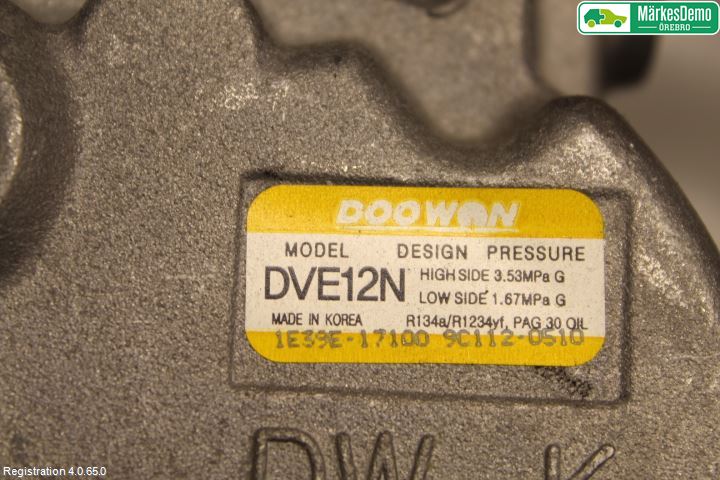 MärkesDemo
ÖREBRO
DOOWON
MODEL DESIGN PRESSURE
DVE12N HIGH SIDE 3.53MPa G
LOW SIDE 1.67MPa G
MADE IN KOREA R134a/R1234yf, PAG 30 OIL
1E39E-17100 9C112-0510
DW K
Registration 4.0.65.0